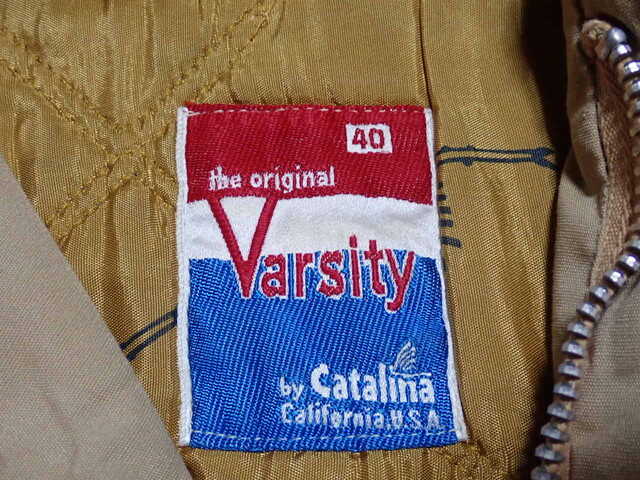 40
the original
Varsity
by Catalina
California, U.S.A